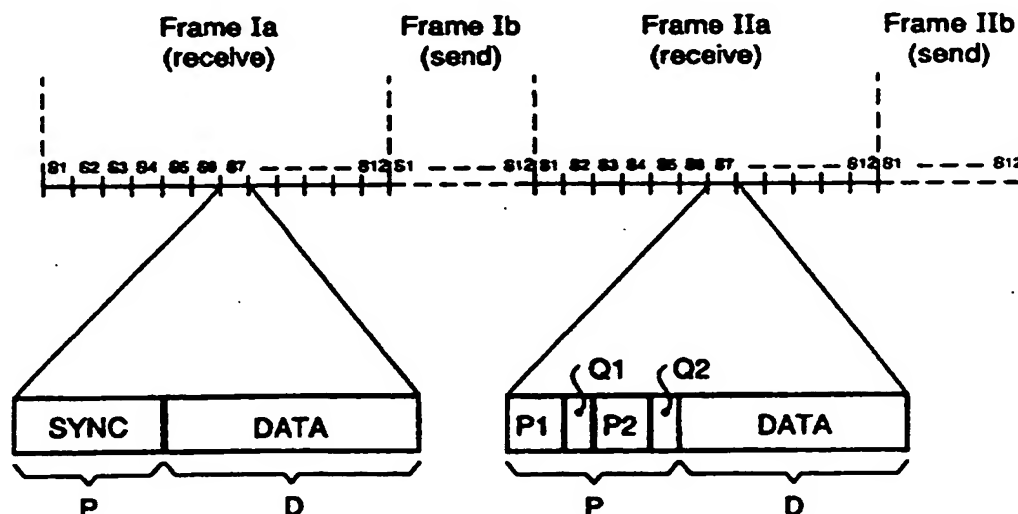 Frame Ia Frame Ib Frame IIa Frame IIb
(receive) (send) (receive) (send)
S1 S2 S3 S4 S5 S6 S7 S12 S1 S12 S1 S2 S3 S4 S5 S6 S7 S12 S1 S12
Q1 Q2
SYNC DATA P1 P2 DATA
P D P D